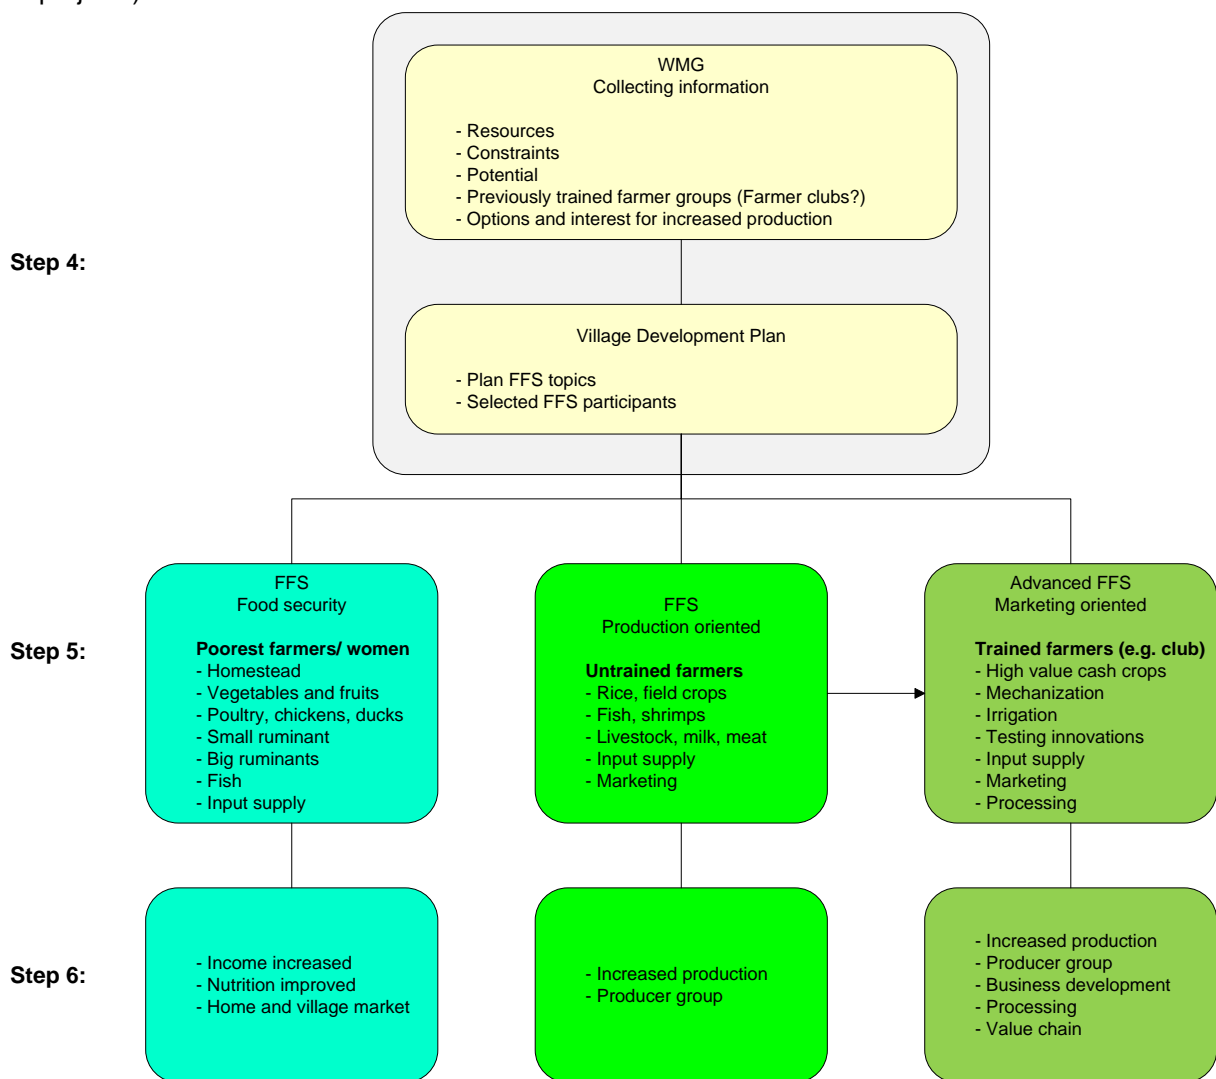 WMG
Collecting information
- Resources
- Constraints
- Potential
- Previously trained farmer groups (Farmer clubs?)
- Options and interest for increased production
Step 4:
Village Development Plan
- Plan FFS topics
- Selected FFS participants
Step 5:
FFS
Food security
Poorest farmers/ women
- Homestead
- Vegetables and fruits
- Poultry, chickens, ducks
- Small ruminant
- Big ruminants
- Fish
- Input supply
FFS
Production oriented
Untrained farmers
- Rice, field crops
- Fish, shrimps
- Livestock, milk, meat
- Input supply
- Marketing
Advanced FFS
Marketing oriented
Trained farmers (e.g. club)
- High value cash crops
- Mechanization
- Irrigation
- Testing innovations
- Input supply
- Marketing
- Processing
Step 6:
- Income increased
- Nutrition improved
- Home and village market
- Increased production
- Producer group
- Increased production
- Producer group
- Business development
- Processing
- Value chain